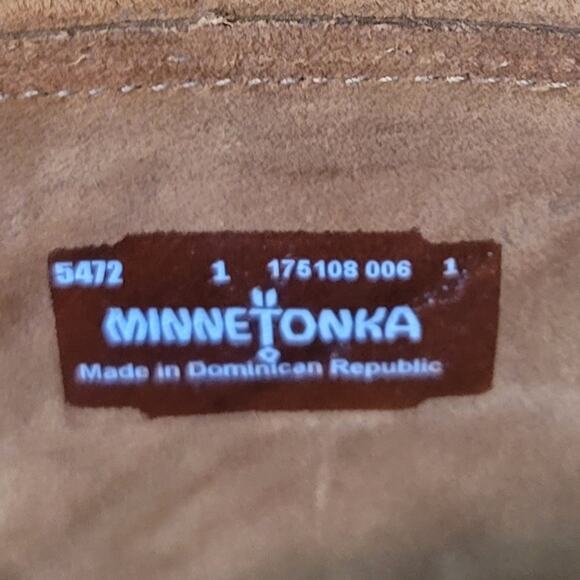 5472 1 175108 006 1
MINNETONKA
Made in Dominican Republic